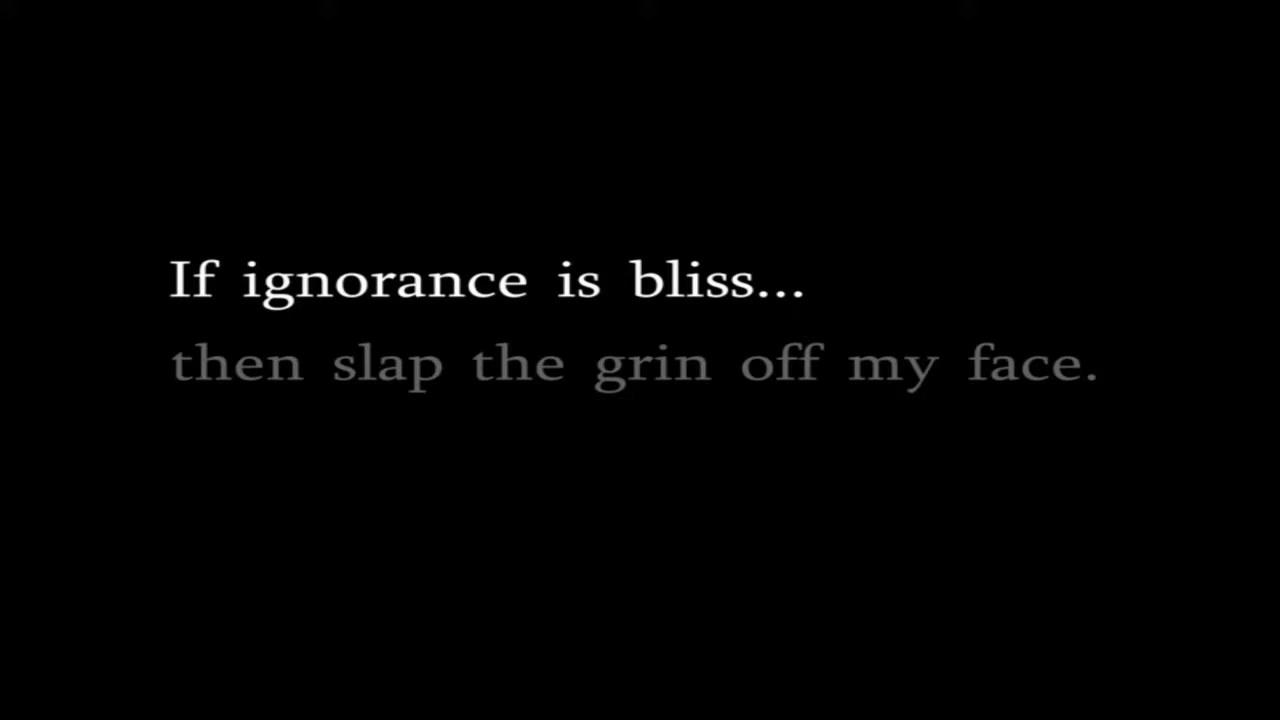 If ignorance is bliss...
then slap the grin off my face.